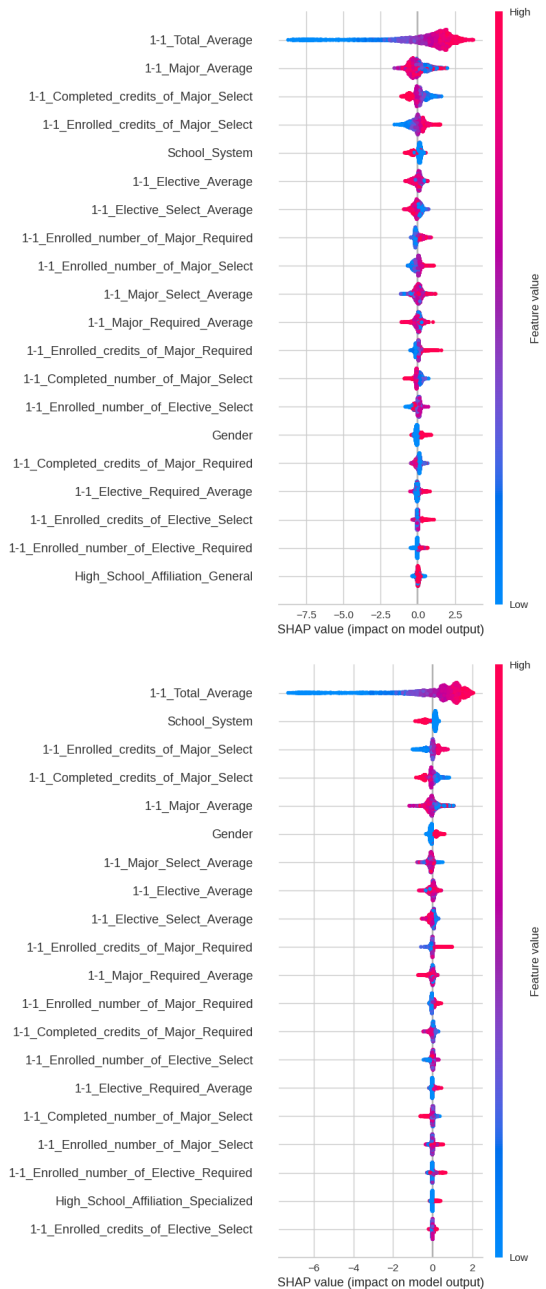 High
1-1_Total_Average
1-1_Major_Average
1-1_Completed_credits_of_Major_Select
1-1_Enrolled_credits_of_Major_Select
School_System
1-1_Elective_Average
1-1_Elective_Select_Average
1-1_Enrolled_number_of_Major_Required
1-1_Enrolled_number_of_Major_Select
1-1_Major_Select_Average
1-1_Major_Required_Average
1-1_Enrolled_credits_of_Major_Required
1-1_Completed_number_of_Major_Select
1-1_Enrolled_number_of_Elective_Select
Gender
1-1_Completed_credits_of_Major_Required
1-1_Elective_Required_Average
1-1_Enrolled_credits_of_Elective_Select
1-1_Enrolled_number_of_Elective_Required
High_School_Affiliation_General
Feature value
Low
−7.5 −5.0 −2.5 0.0 2.5
SHAP value (impact on model output)
High
1-1_Total_Average
School_System
1-1_Enrolled_credits_of_Major_Select
1-1_Completed_credits_of_Major_Select
1-1_Major_Average
Gender
1-1_Major_Select_Average
1-1_Elective_Average
1-1_Elective_Select_Average
1-1_Enrolled_credits_of_Major_Required
1-1_Major_Required_Average
1-1_Enrolled_number_of_Major_Required
1-1_Completed_credits_of_Major_Required
1-1_Enrolled_number_of_Elective_Select
1-1_Elective_Required_Average
1-1_Completed_number_of_Major_Select
1-1_Enrolled_number_of_Major_Select
1-1_Enrolled_number_of_Elective_Required
High_School_Affiliation_Specialized
1-1_Enrolled_credits_of_Elective_Select
Feature value
Low
−6 −4 −2 0 2
SHAP value (impact on model output)